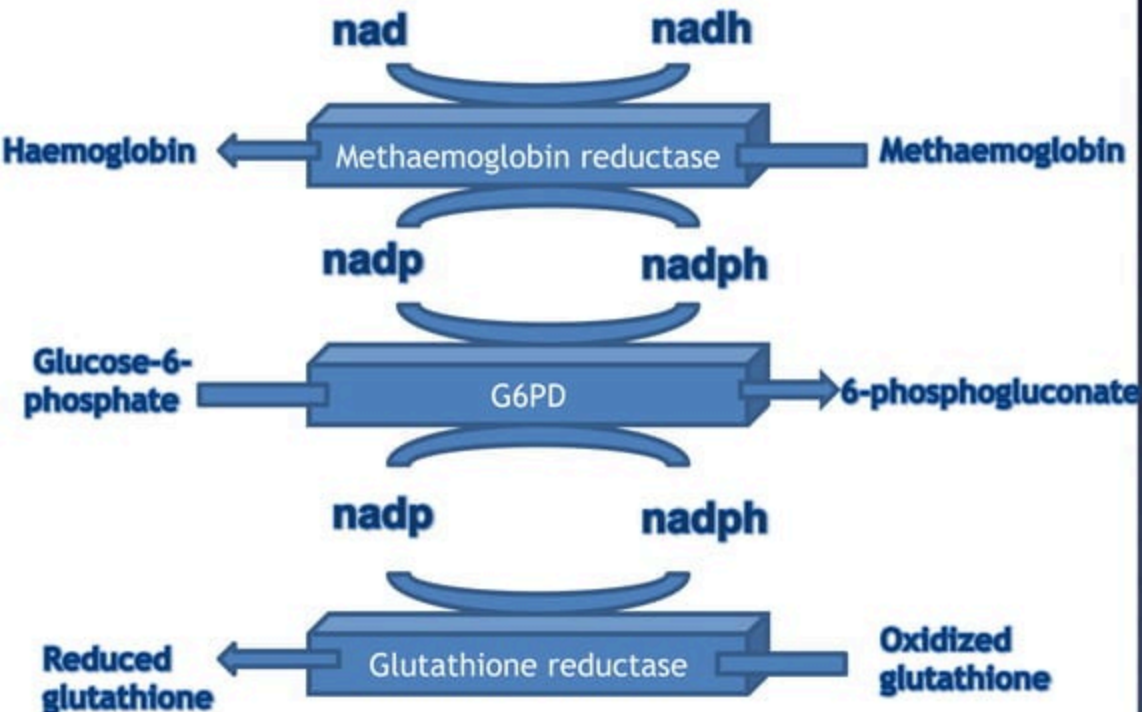 nad
nadh
Haemoglobin
Methaemoglobin reductase
Methaemoglobin
nadp
nadph
Glucose-6-
phosphate
G6PD
6-phosphogluconate
nadp
nadph
Reduced
glutathione
Glutathione reductase
Oxidized
glutathione